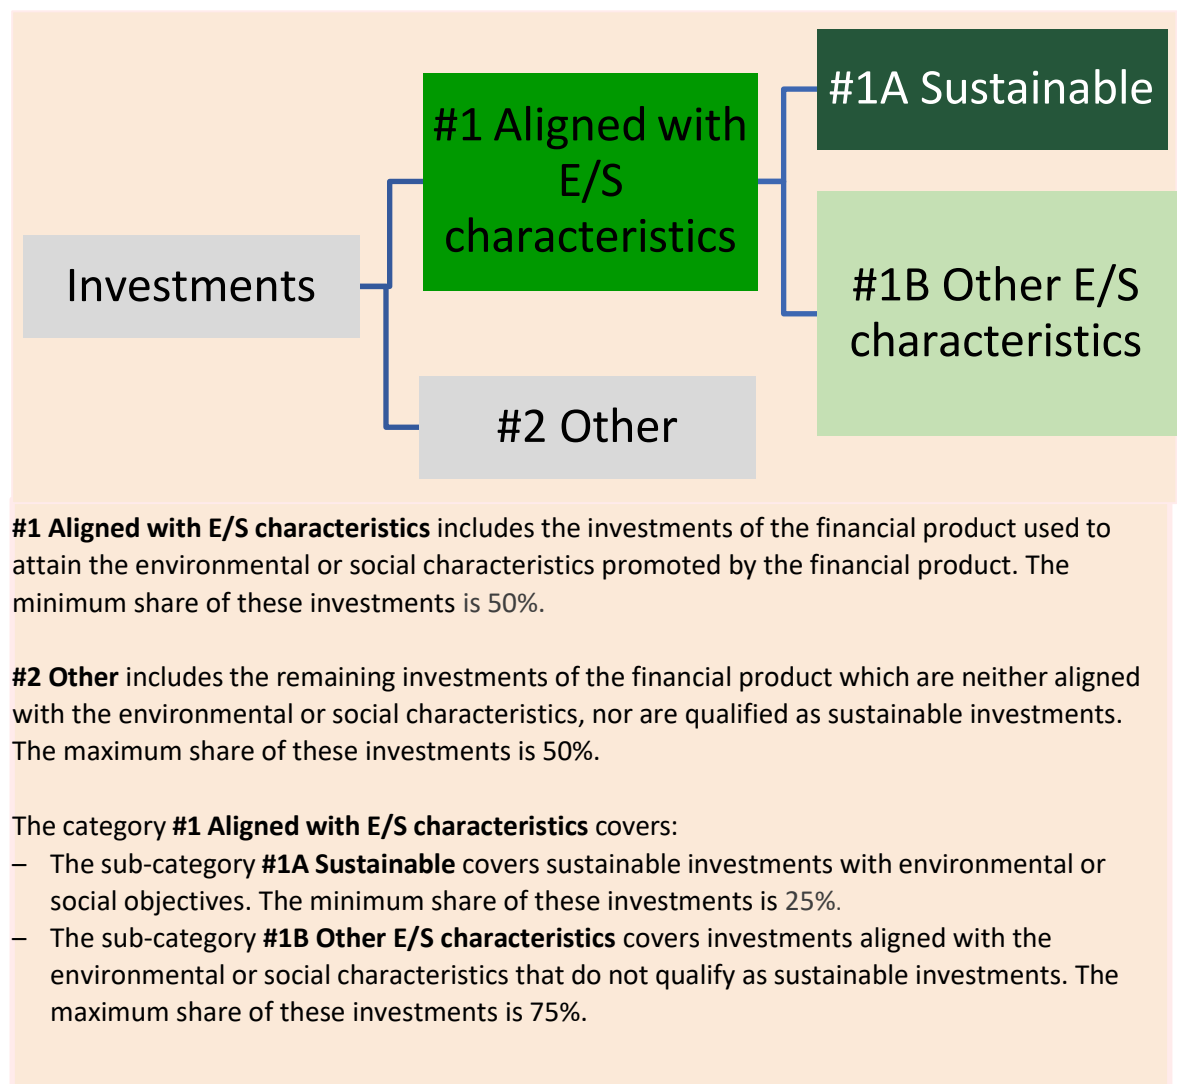 #1A Sustainable
#1 Aligned with
E/S
characteristics
Investments
#1B Other E/S
characteristics
#2 Other
#1 Aligned with E/S characteristics includes the investments of the financial product used to
attain the environmental or social characteristics promoted by the financial product. The
minimum share of these investments is 50%.
#2 Other includes the remaining investments of the financial product which are neither aligned
with the environmental or social characteristics, nor are qualified as sustainable investments.
The maximum share of these investments is 50%.
The category #1 Aligned with E/S characteristics covers:
– The sub-category #1A Sustainable covers sustainable investments with environmental or
social objectives. The minimum share of these investments is 25%.
– The sub-category #1B Other E/S characteristics covers investments aligned with the
environmental or social characteristics that do not qualify as sustainable investments. The
maximum share of these investments is 75%.